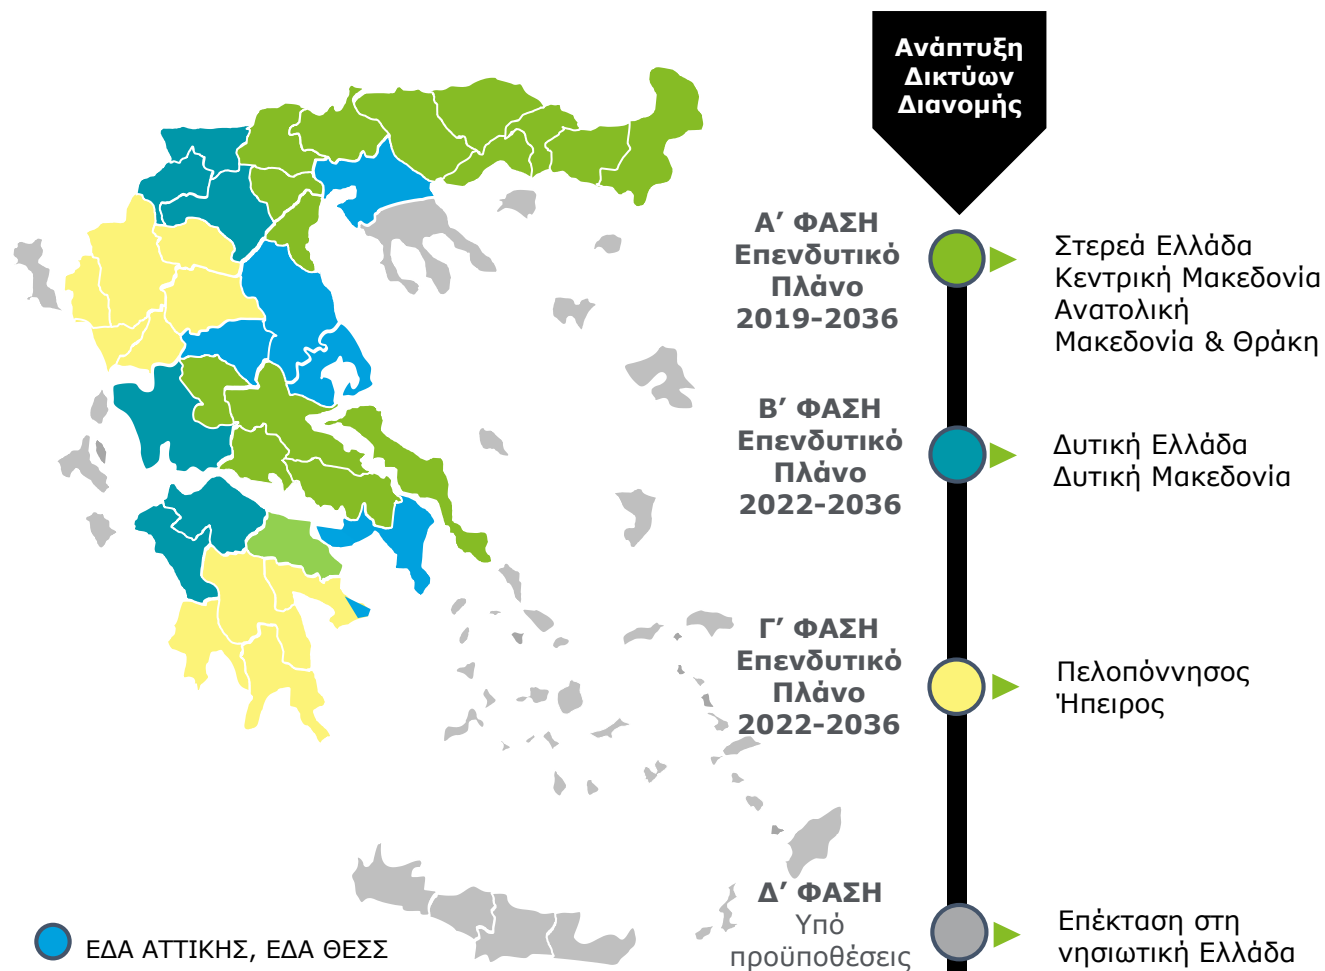 Ανάπτυξη
Δικτύων
Διανομής
Α’ ΦΑΣΗ
Επενδυτικό
Πλάνο
2019-2036
Στερεά Ελλάδα
Κεντρική Μακεδονία
Ανατολική
Μακεδονία & Θράκη
Β’ ΦΑΣΗ
Επενδυτικό
Πλάνο
2022-2036
Δυτική Ελλάδα
Δυτική Μακεδονία
Γ’ ΦΑΣΗ
Επενδυτικό
Πλάνο
2022-2036
Πελοπόννησος
Ήπειρος
Δ’ ΦΑΣΗ
Υπό
προϋποθέσεις
Επέκταση στη
νησιωτική Ελλάδα
ΕΔΑ ΑΤΤΙΚΗΣ, ΕΔΑ ΘΕΣΣ